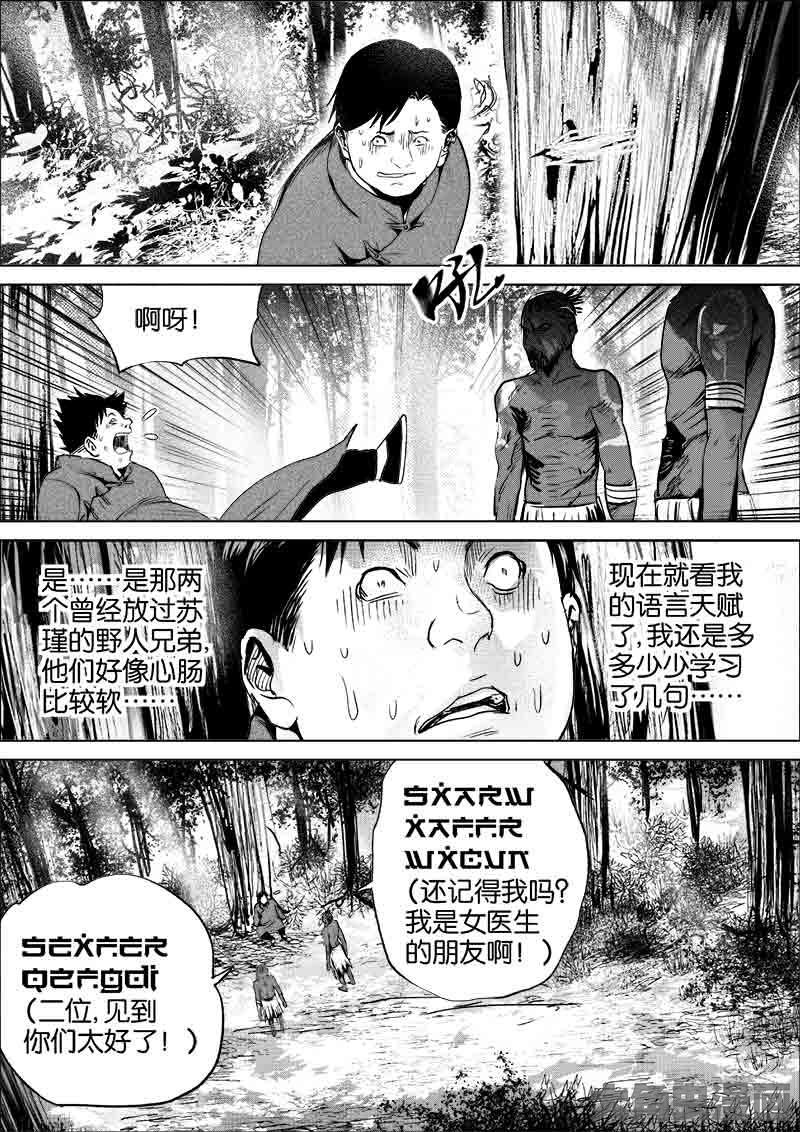 吼
啊呀！
是……是那两
个曾经放过苏
瑾的野人兄弟，
他们好像心肠
比较软……
现在就看我
的语言天赋
了，我还是多
多少少学习
了几句……
SEXFER
QEAgdi
（二位，见到
你们太好了！）
SXARW
XAFFR
WXCUN
（还记得我吗？
我是女医生
的朋友啊！）